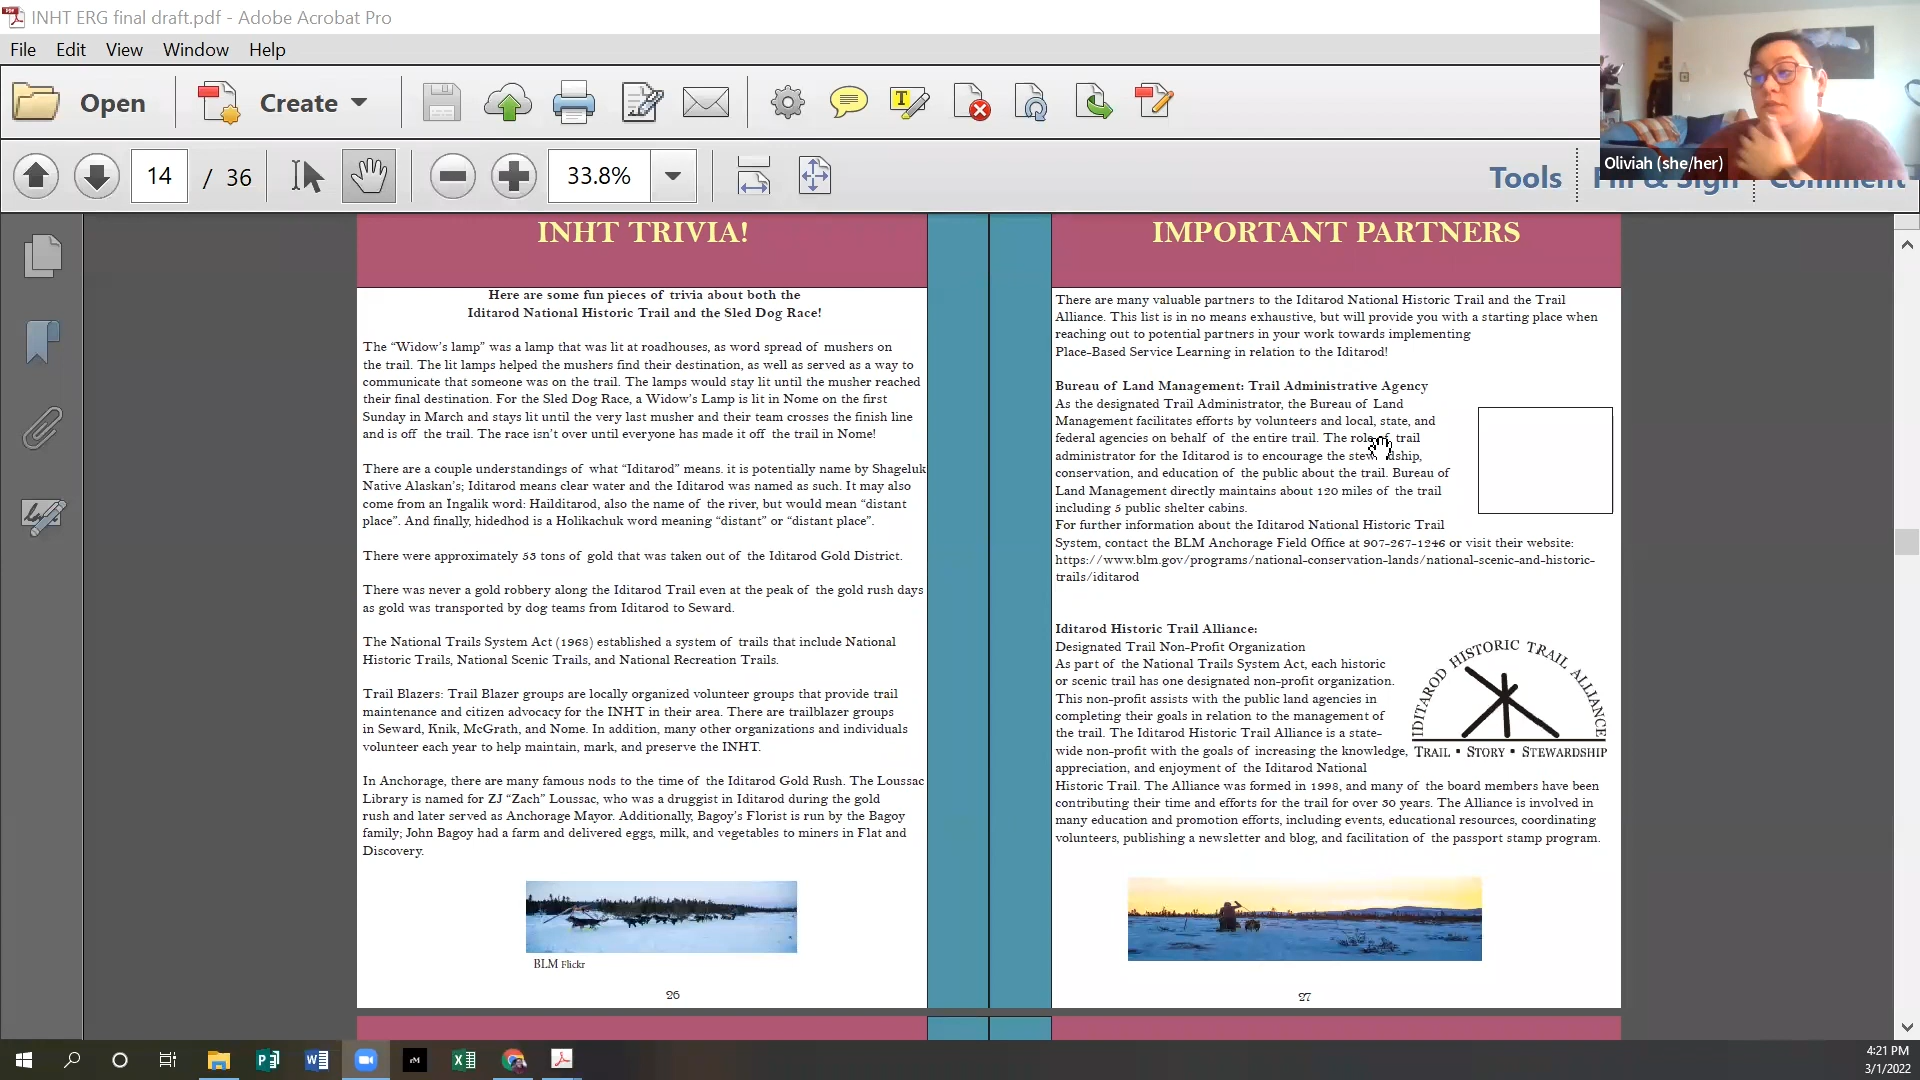 INHT ERG final draft.pdf - Adobe Acrobat Pro
File Edit View Window Help
Open Create
14 / 36 33.8% Tools Fill & Sign Comment
Oliviah (she/her)
INHT TRIVIA!
Here are some fun pieces of trivia about both the
Iditarod National Historic Trail and the Sled Dog Race!
The “Widow’s lamp” was a lamp that was lit at roadhouses, as word spread of mushers on
the trail. The lit lamps helped the mushers find their destination, as well as served as a way to
communicate that someone was on the trail. The lamps would stay lit until the musher reached
their final destination. For the Sled Dog Race, a Widow’s Lamp is lit in Nome on the first
Sunday in March and stays lit until the very last musher and their team crosses the finish line
and is off the trail. The race isn’t over until everyone has made it off the trail in Nome!
There are a couple understandings of what “Iditarod” means. it is potentially name by Shageluk
Native Alaskan’s; Iditarod means clear water and the Iditarod was named as such. It may also
come from an Ingalik word: Hailditarod, also the name of the river, but would mean “distant
place”. And finally, hidedhod is a Holikachuk word meaning “distant” or “distant place”.
There were approximately 53 tons of gold that was taken out of the Iditarod Gold District.
There was never a gold robbery along the Iditarod Trail even at the peak of the gold rush days
as gold was transported by dog teams from Iditarod to Seward.
The National Trails System Act (1968) established a system of trails that include National
Historic Trails, National Scenic Trails, and National Recreation Trails.
Trail Blazers: Trail Blazer groups are locally organized volunteer groups that provide trail
maintenance and citizen advocacy for the INHT in their area. There are trailblazer groups
in Seward, Knik, McGrath, and Nome. In addition, many other organizations and individuals
volunteer each year to help maintain, mark, and preserve the INHT.
In Anchorage, there are many famous nods to the time of the Iditarod Gold Rush. The Loussac
Library is named for ZJ “Zach” Loussac, who was a druggist in Iditarod during the gold
rush and later served as Anchorage Mayor. Additionally, Bagoy’s Florist is run by the Bagoy
family; John Bagoy had a farm and delivered eggs, milk, and vegetables to miners in Flat and
Discovery.
BLM Flickr
26
IMPORTANT PARTNERS
There are many valuable partners to the Iditarod National Historic Trail and the Trail
Alliance. This list is in no means exhaustive, but will provide you with a starting place when
reaching out to potential partners in your work towards implementing
Place-Based Service Learning in relation to the Iditarod!
Bureau of Land Management: Trail Administrative Agency
As the designated Trail Administrator, the Bureau of Land
Management facilitates efforts by volunteers and local, state, and
federal agencies on behalf of the entire trail. The role of trail
administrator for the Iditarod is to encourage the stewardship,
conservation, and education of the public about the trail. Bureau of
Land Management directly maintains about 120 miles of the trail
including 5 public shelter cabins.
For further information about the Iditarod National Historic Trail
System, contact the BLM Anchorage Field Office at 907-267-1246 or visit their website:
https://www.blm.gov/programs/national-conservation-lands/national-scenic-and-historic-
trails/iditarod
Iditarod Historic Trail Alliance:
Designated Trail Non-Profit Organization
As part of the National Trails System Act, each historic
or scenic trail has one designated non-profit organization.
This non-profit assists with the public land agencies in
completing their goals in relation to the management of
the trail. The Iditarod Historic Trail Alliance is a state-
wide non-profit with the goals of increasing the knowledge,
appreciation, and enjoyment of the Iditarod National
Historic Trail. The Alliance was formed in 1998, and many of the board members have been
contributing their time and efforts for the trail for over 30 years. The Alliance is involved in
many education and promotion efforts, including events, educational resources, coordinating
volunteers, publishing a newsletter and blog, and facilitation of the passport stamp program.
IDITAROD HISTORIC TRAIL ALLIANCE
TRAIL ▪ STORY ▪ STEWARDSHIP
27
4:21 PM
3/1/2022